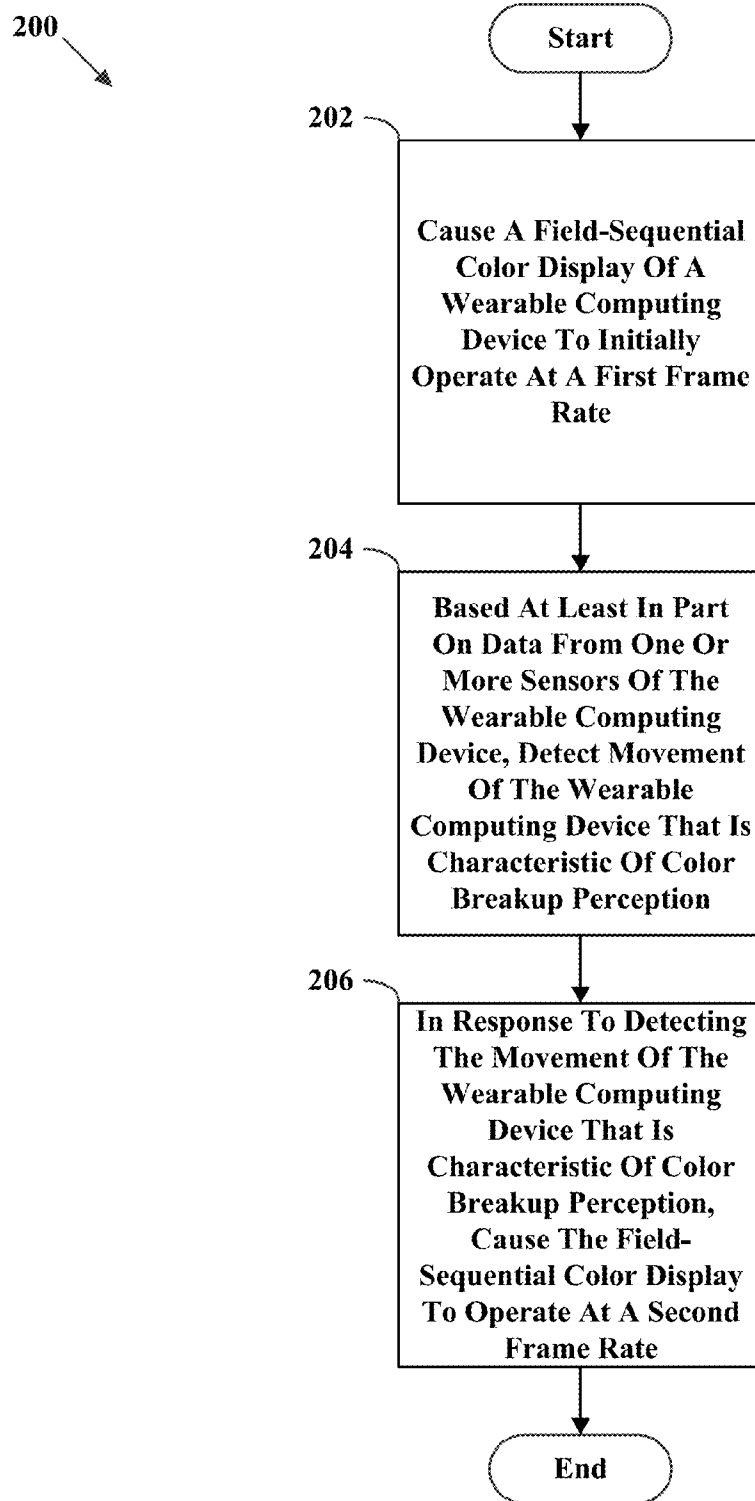 200
Start
202
Cause A Field-Sequential
Color Display Of A
Wearable Computing
Device To Initially
Operate At A First Frame
Rate
204
Based At Least In Part
On Data From One Or
More Sensors Of The
Wearable Computing
Device, Detect Movement
Of The Wearable
Computing Device That Is
Characteristic Of Color
Breakup Perception
206
In Response To Detecting
The Movement Of The
Wearable Computing
Device That Is
Characteristic Of Color
Breakup Perception,
Cause The Field-
Sequential Color Display
To Operate At A Second
Frame Rate
End